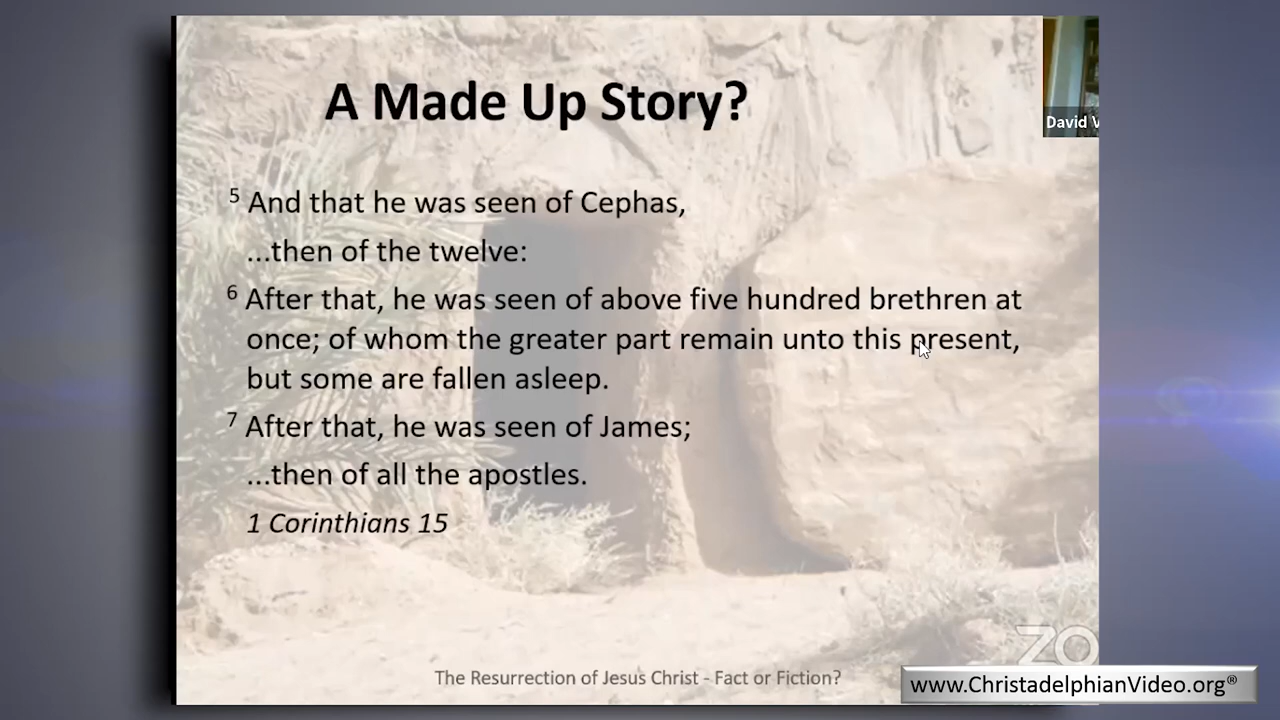 A Made Up Story?
David V
5 And that he was seen of Cephas,
...then of the twelve:
6 After that, he was seen of above five hundred brethren at
once; of whom the greater part remain unto this present,
but some are fallen asleep.
7 After that, he was seen of James;
...then of all the apostles.
1 Corinthians 15
ZO
The Resurrection of Jesus Christ - Fact or Fiction?
www.ChristadelphianVideo.org®